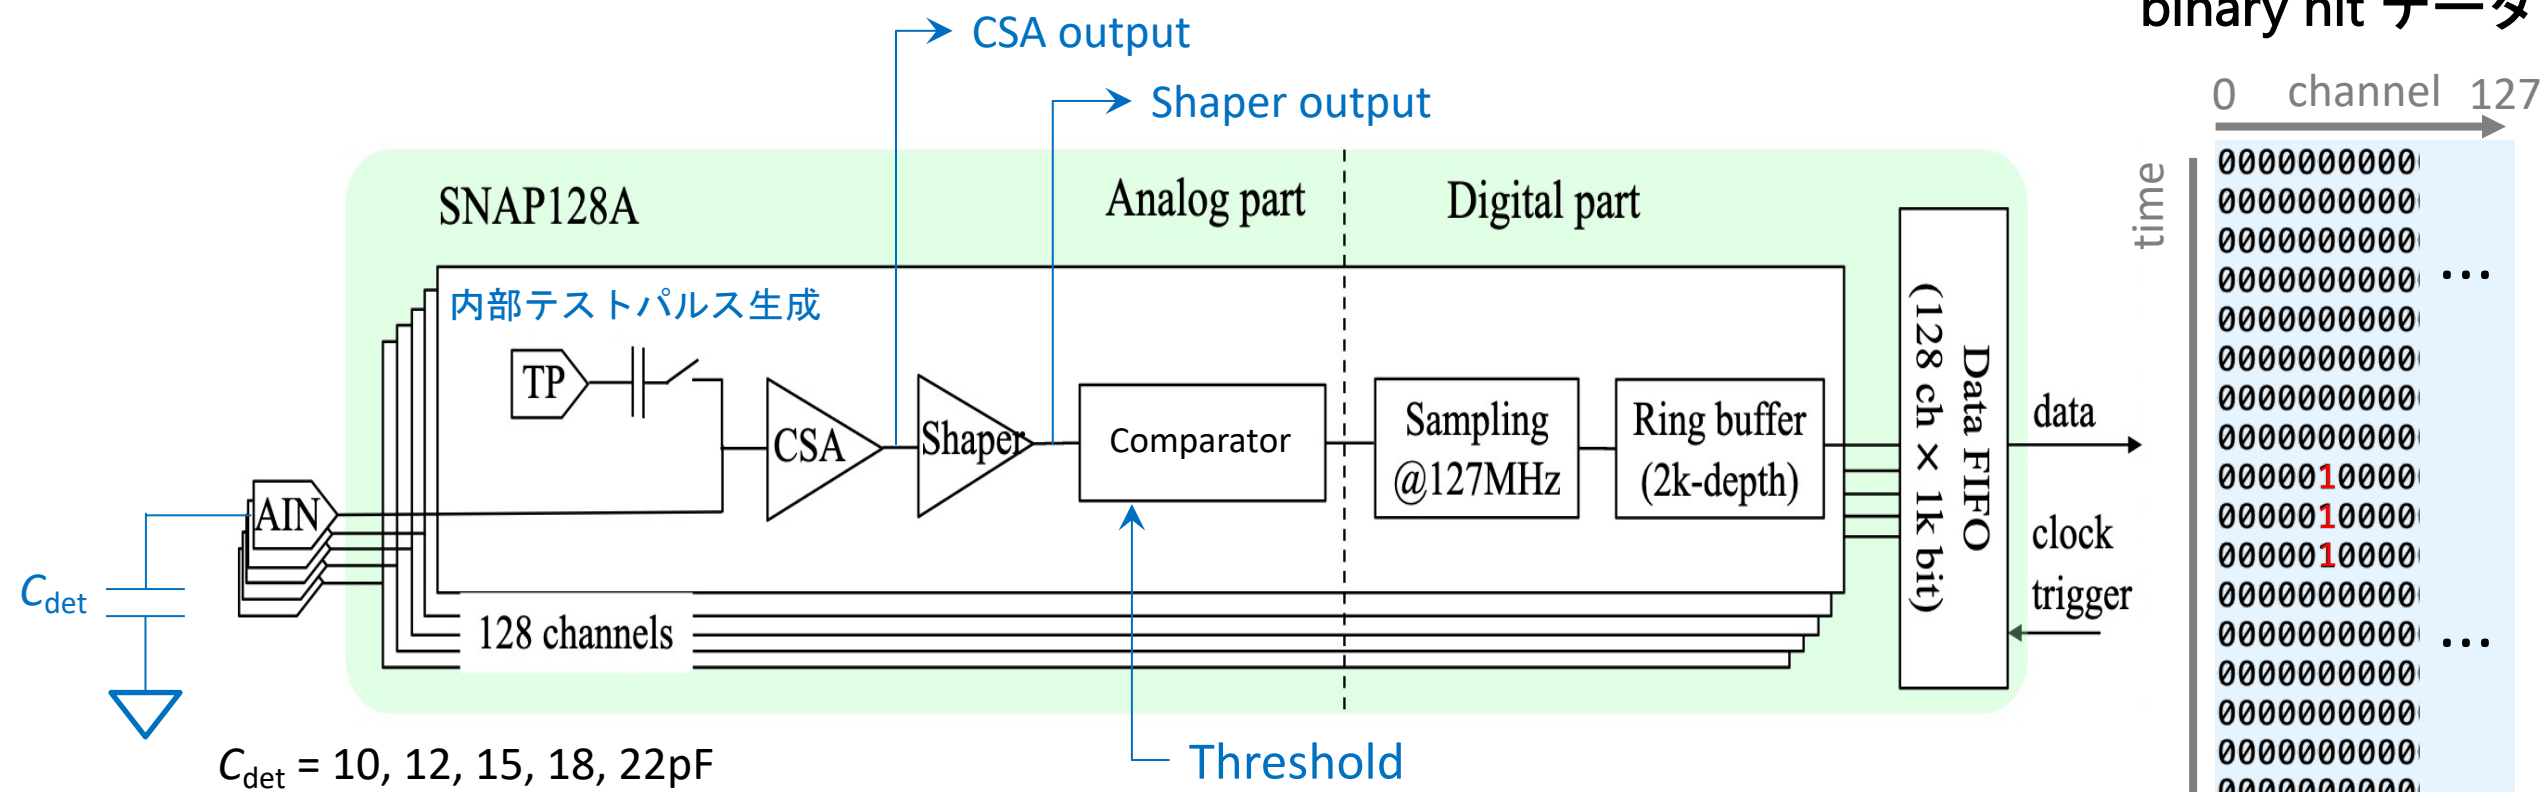 CSA output
Shaper output
SNAP128A
Analog part
Digital part
内部テストパルス生成
TP
CSA
Shaper
Comparator
Sampling
@127MHz
Ring buffer
(2k-depth)
Data FIFO
(128 ch × 1k bit)
data
clock
trigger
AIN
128 channels
Cdet
Cdet = 10, 12, 15, 18, 22pF
Threshold
binary hit データ
0 channel 127
time
0000000000
0000000000
0000000000
0000000000 ...
0000000000
0000000000
0000000000
0000000000
0000010000
0000010000
0000010000
0000000000
0000000000 ...
0000000000
0000000000
0000000000
0000000000